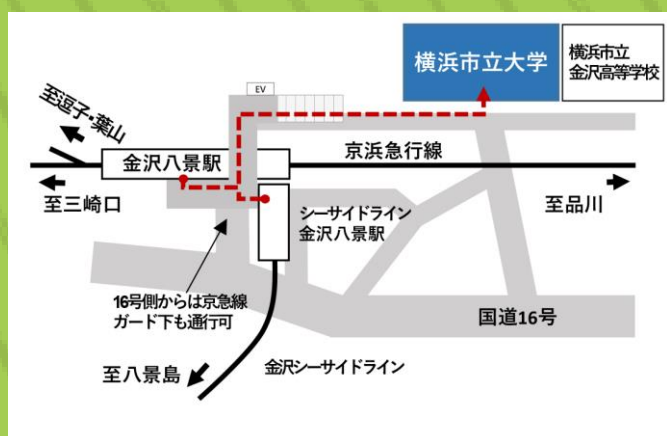 横浜市立大学
横浜市立
金沢高等学校
EV
至逗子・葉山
金沢八景駅
京浜急行線
至三崎口
至品川
シーサイドライン
金沢八景駅
16号側からは京急線
ガード下も通行可
国道16号
至八景島
金沢シーサイドライン